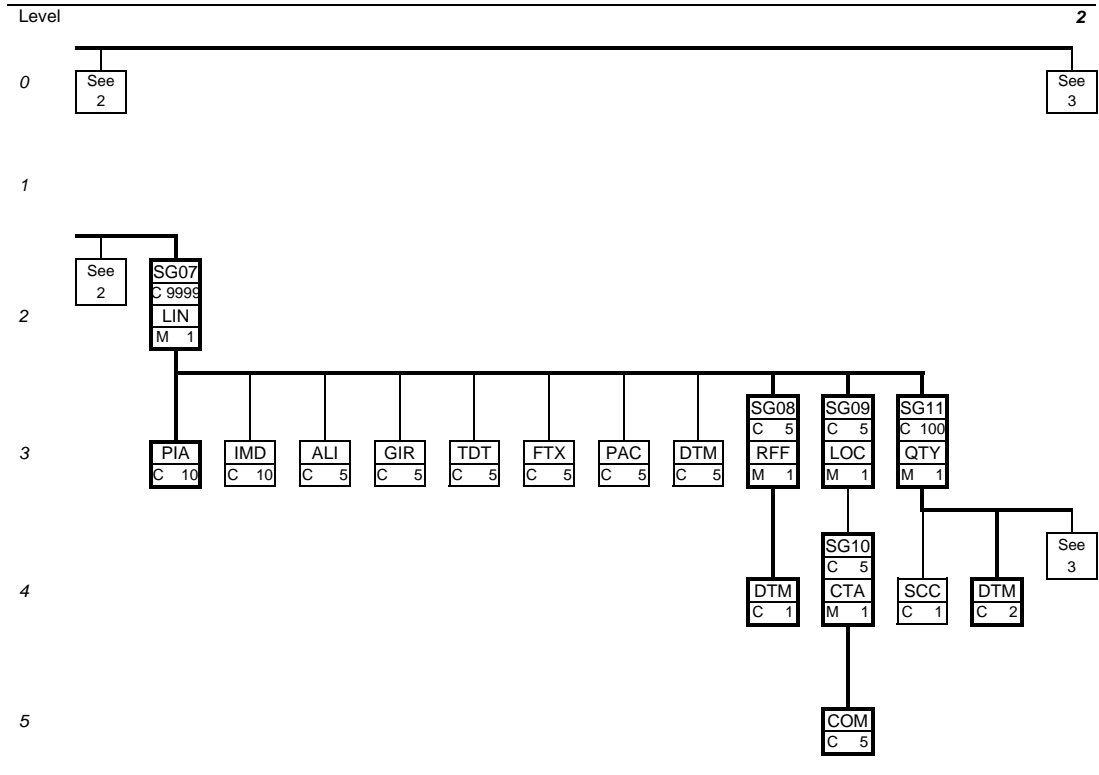 Level 2
0 See See
2 3
1
See SG07
2 C 9999
2 LIN
M 1
SG08 SG09 SG11
C 5 C 5 C 100
3 PIA IMD ALI GIR TDT FTX PAC DTM RFF LOC QTY
C 10 C 10 C 5 C 5 C 5 C 5 C 5 C 5 M 1 M 1 M 1
SG10 See
C 5 3
4 DTM CTA SCC DTM
C 1 M 1 C 1 C 2
5 COM
C 5